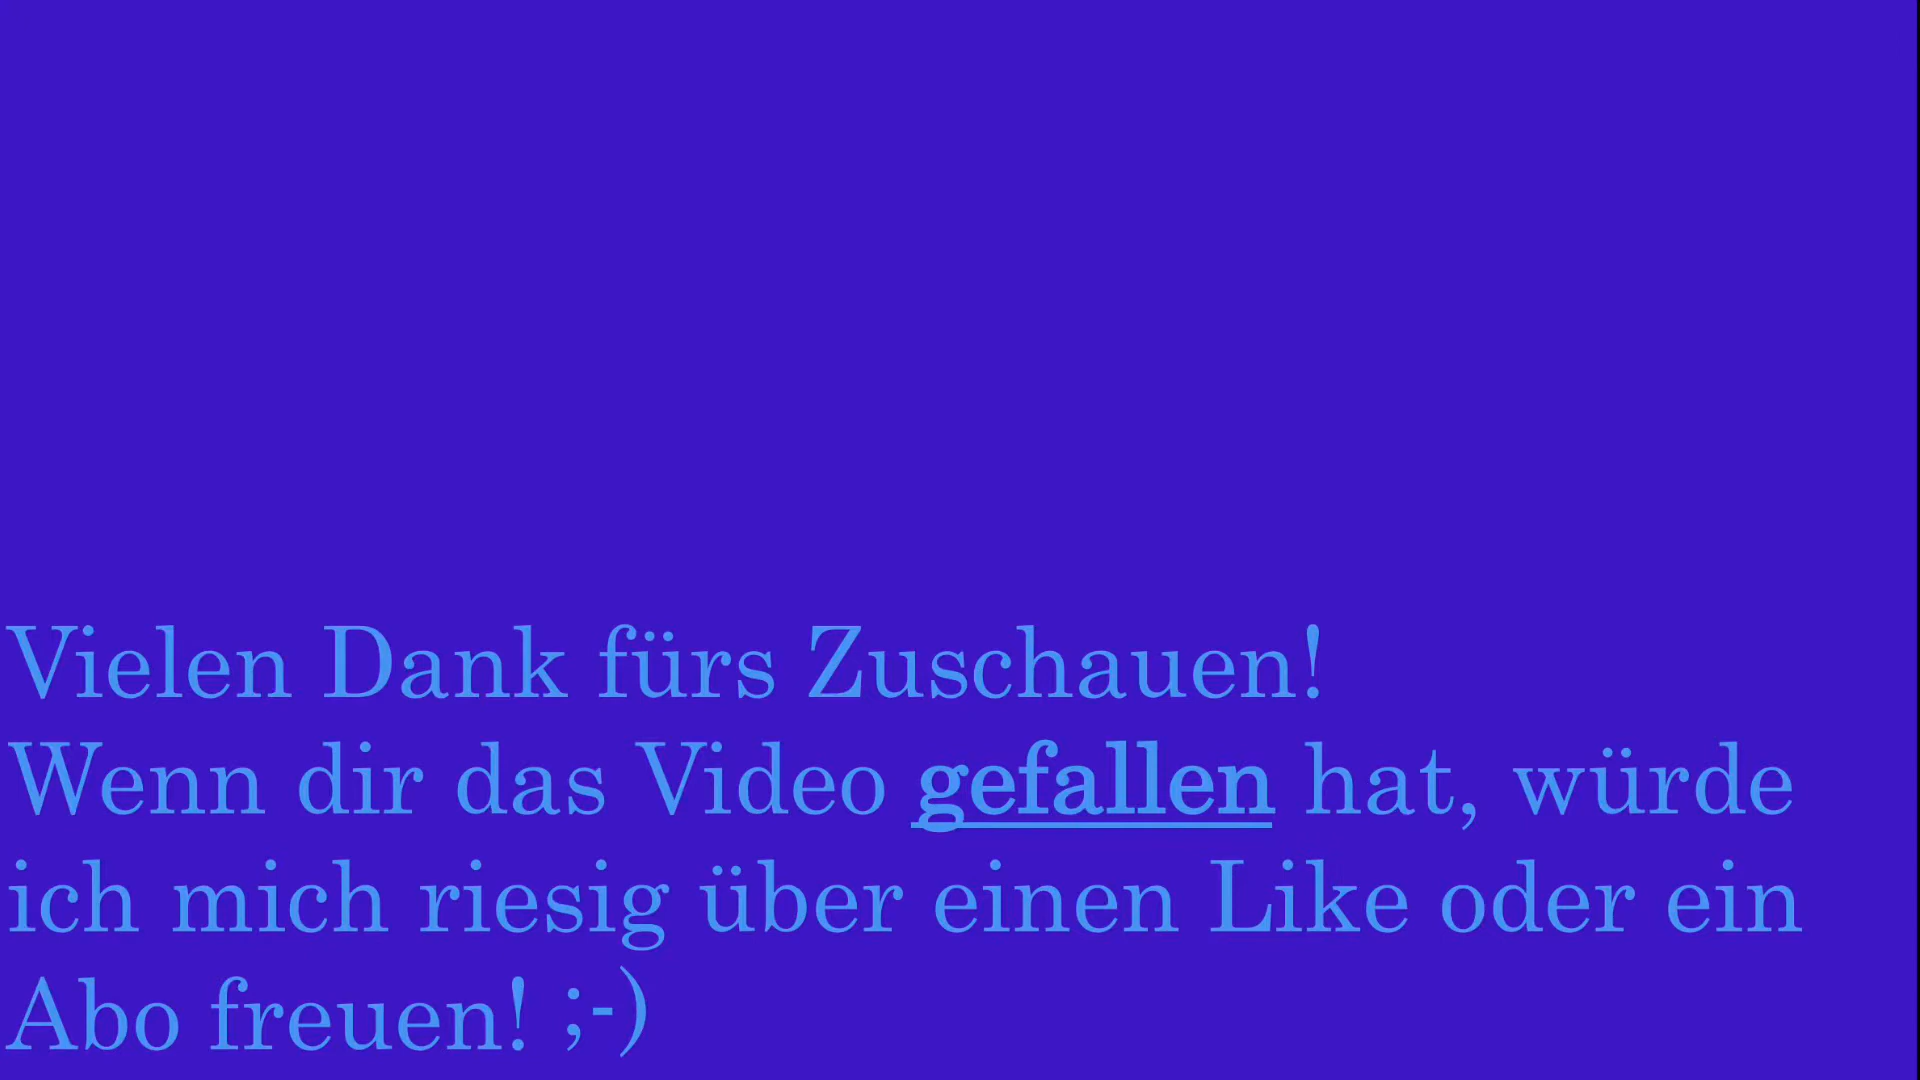 Vielen Dank fürs Zuschauen!
Wenn dir das Video gefallen hat, würde
ich mich riesig über einen Like oder ein
Abo freuen! ;-)